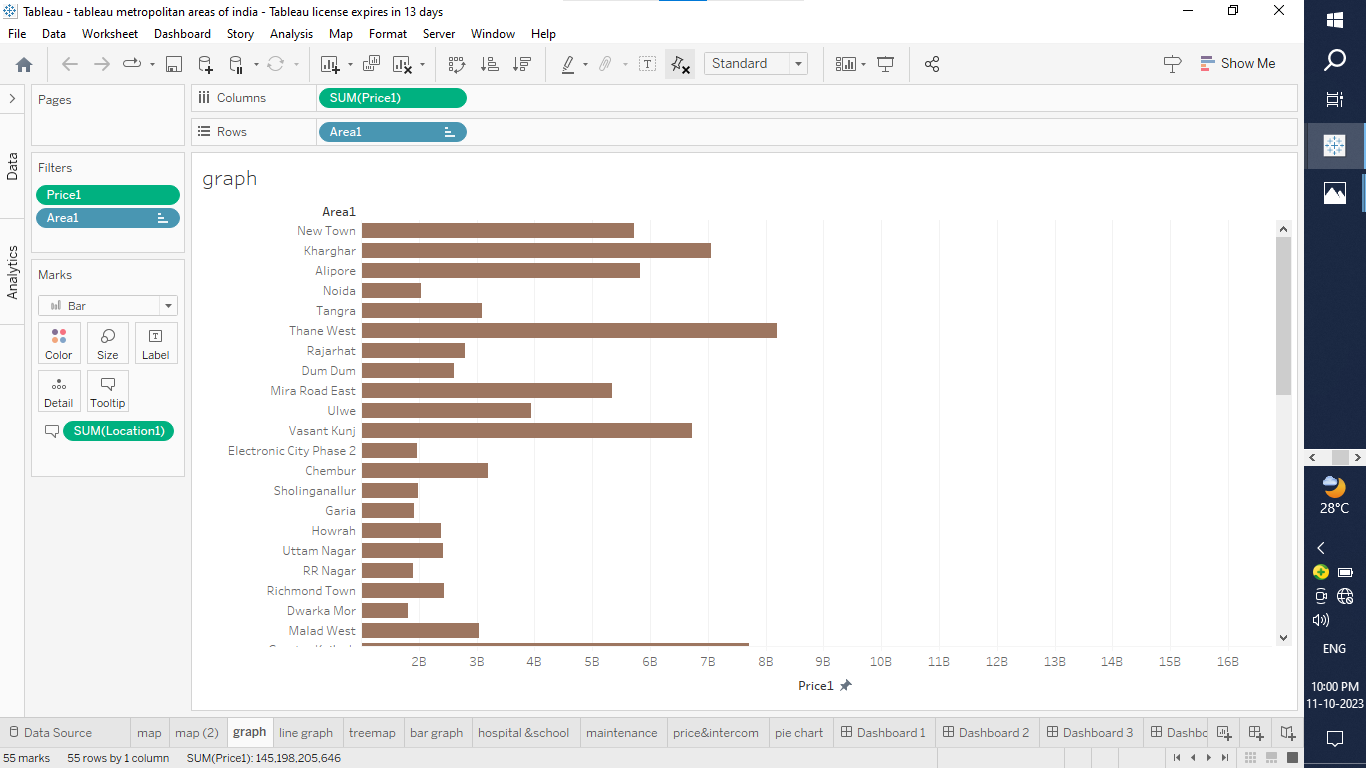 Tableau - tableau metropolitan areas of india - Tableau license expires in 13 days
File Data Worksheet Dashboard Story Analysis Map Format Server Window Help
Standard
Show Me
Pages
Columns
SUM(Price1)
Rows
Area1
Data
Analytics
Filters
Price1
Area1
Marks
Bar
Color Size Label
Detail Tooltip
SUM(Location1)
graph
Area1
New Town
Kharghar
Alipore
Noida
Tangra
Thane West
Rajarhat
Dum Dum
Mira Road East
Ulwe
Vasant Kunj
Electronic City Phase 2
Chembur
Sholinganallur
Garia
Howrah
Uttam Nagar
RR Nagar
Richmond Town
Dwarka Mor
Malad West
2B 3B 4B 5B 6B 7B 8B 9B 10B 11B 12B 13B 14B 15B 16B
Price1
Data Source map map (2) graph line graph treemap bar graph hospital &school maintenance price&intercom pie chart Dashboard 1 Dashboard 2 Dashboard 3 Dashbo
55 marks 55 rows by 1 column SUM(Price1): 145,198,205,646
28°C
ENG
10:00 PM
11-10-2023